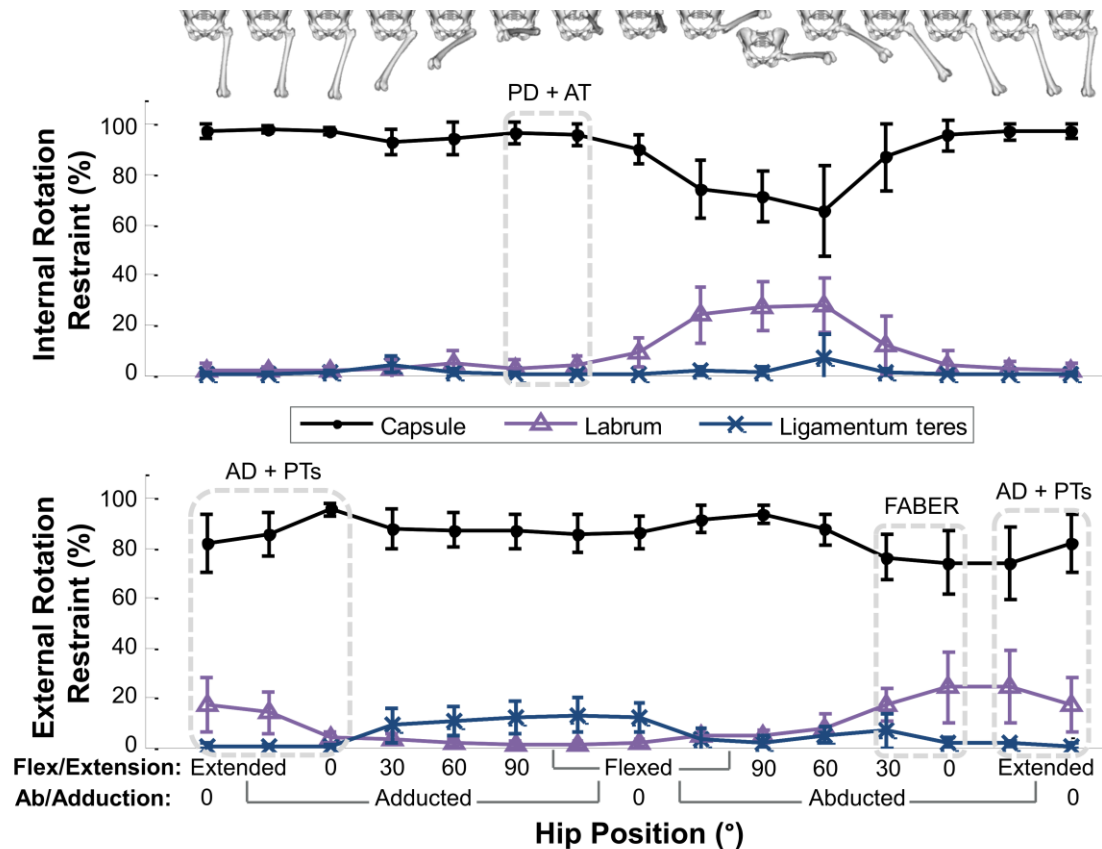 PD + AT
Internal Rotation
Restraint (%)
100
80
60
40
20
0
Capsule Labrum Ligamentum teres
AD + PTs
FABER
AD + PTs
External Rotation
Restraint (%)
100
80
60
40
20
0
Flex/Extension: Extended 0 30 60 90 Flexed 90 60 30 0 Extended
Ab/Adduction: 0 Adducted 0 Abducted 0
Hip Position (°)